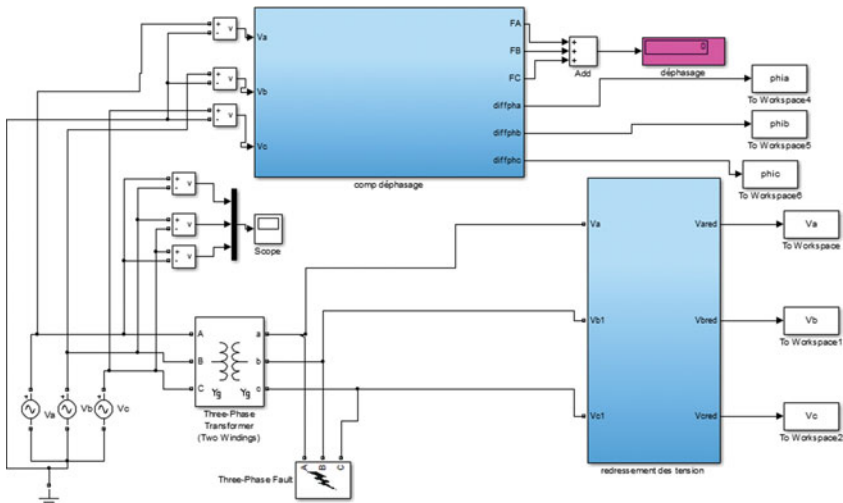 +
-
v
Va
+
-
v
Vb
+
-
v
Vc
comp déphasage
FA
FB
FC
diffpha
diffphb
diffphc
+
+
+
Add
0
déphasage
phia
To Workspace4
phib
To Workspace5
phic
To Workspace6
+
-
v
+
-
v
+
-
v
Scope
A
B
C
a
b
c
Yg
Yg
Three-Phase
Transformer
(Two Windings)
Va
Vb
Vc
A
B
C
Three-Phase Fault
Va
Vb1
Vc1
Vared
Vbred
Vcred
redressement des tension
Va
To Workspace
Vb
To Workspace1
Vc
To Workspace2